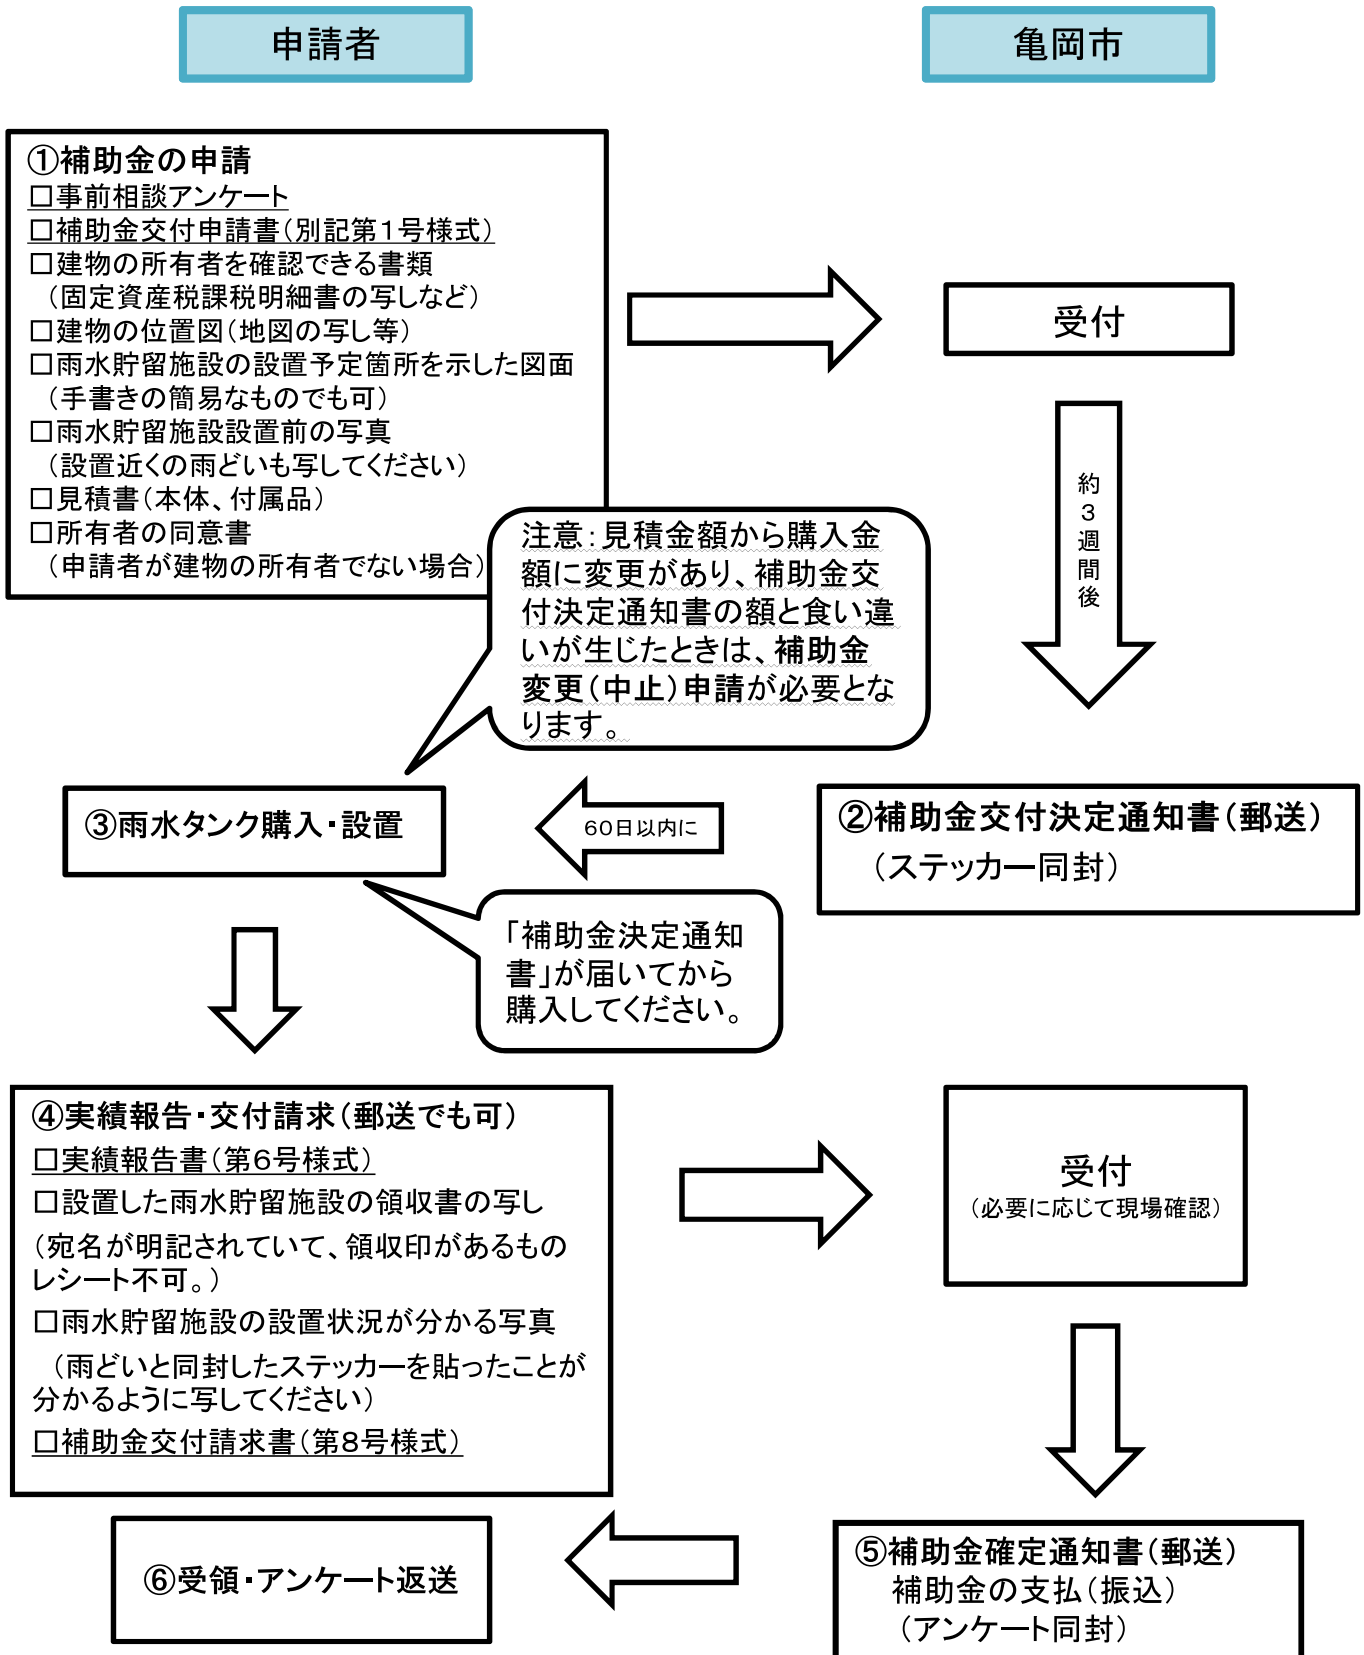 申請者
亀岡市
①補助金の申請
□事前相談アンケート
□補助金交付申請書(別記第1号様式)
□建物の所有者を確認できる書類
(固定資産税課税明細書の写しなど)
□建物の位置図(地図の写し等)
□雨水貯留施設の設置予定箇所を示した図面
(手書きの簡易なものでも可)
□雨水貯留施設設置前の写真
(設置近くの雨どいも写してください)
□見積書(本体、付属品)
□所有者の同意書
(申請者が建物の所有者でない場合)
受付
約3週間後
注意:見積金額から購入金
額に変更があり、補助金交
付決定通知書の額と食い違
いが生じたときは、補助金
変更(中止)申請が必要とな
ります。
②補助金交付決定通知書(郵送)
(ステッカー同封)
60日以内に
③雨水タンク購入・設置
「補助金決定通知
書」が届いてから
購入してください。
④実績報告・交付請求(郵送でも可)
□実績報告書(第6号様式)
□設置した雨水貯留施設の領収書の写し
(宛名が明記されていて、領収印があるもの
レシート不可。)
□雨水貯留施設の設置状況が分かる写真
(雨どいと同封したステッカーを貼ったことが
分かるように写してください)
□補助金交付請求書(第8号様式)
受付
(必要に応じて現場確認)
⑤補助金確定通知書(郵送)
補助金の支払(振込)
(アンケート同封)
⑥受領・アンケート返送